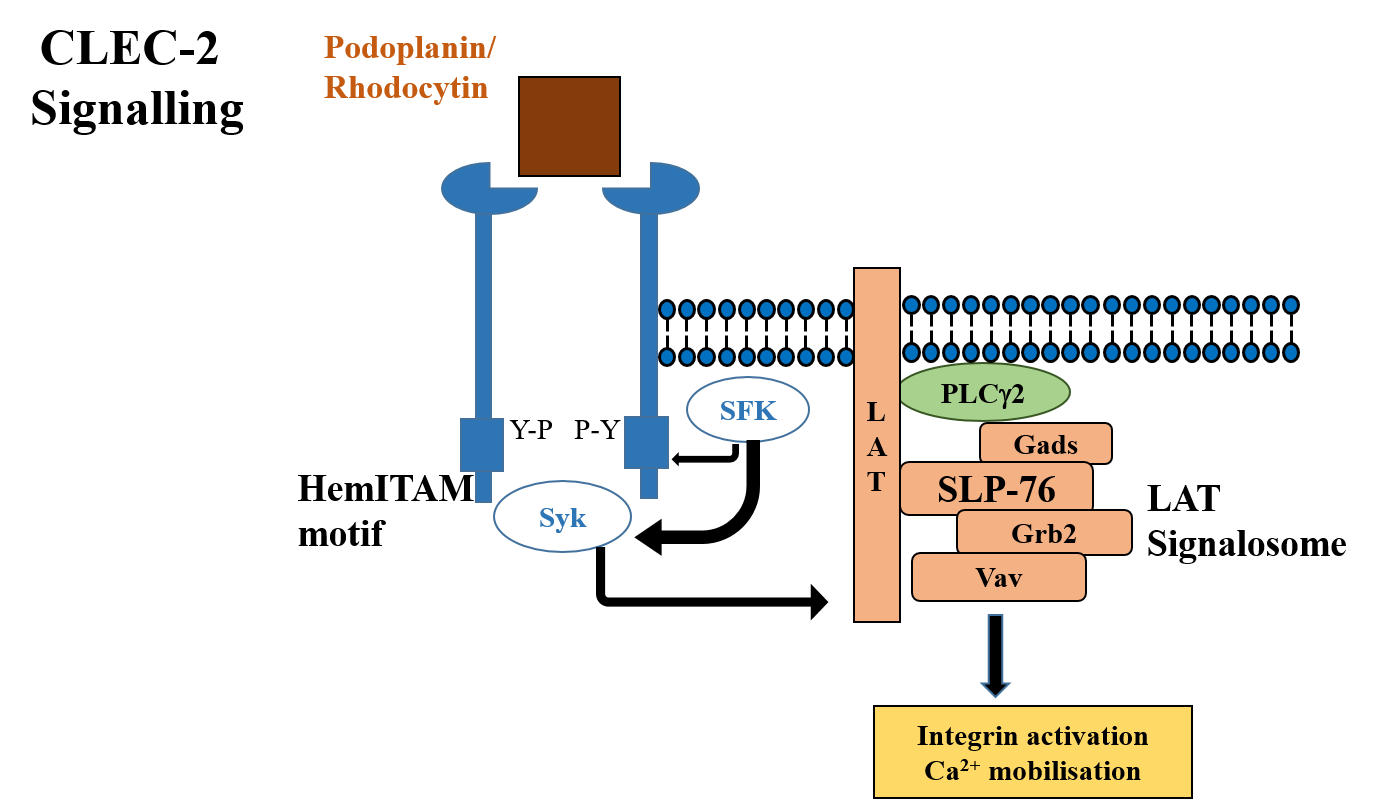 CLEC-2
Signalling
Podoplanin/
Rhodocytin
Y-P
P-Y
SFK
HemITAM
motif
Syk
L
A
T
PLCγ2
Gads
SLP-76
Grb2
Vav
LAT
Signalosome
Integrin activation
Ca²⁺ mobilisation